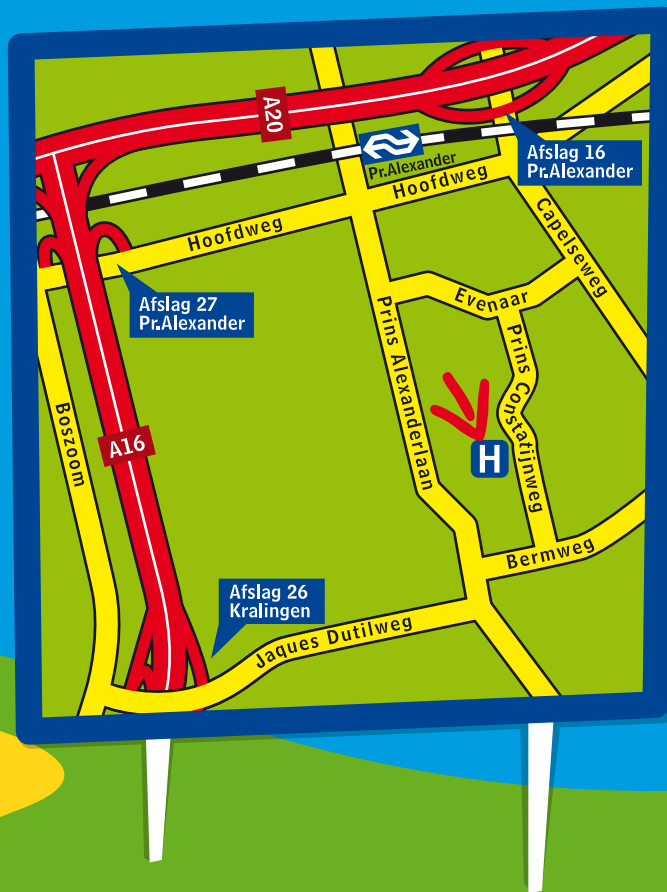 A20
Pr.Alexander
Afslag 16
Pr.Alexander
Hoofdweg
Hoofdweg
Capelseweg
Afslag 27
Pr.Alexander
Evenaar
Prins Alexanderlaan
Prins Constatijnweg
Boszoom
A16
H
Bermweg
Afslag 26
Kralingen
Jaques Dutilweg